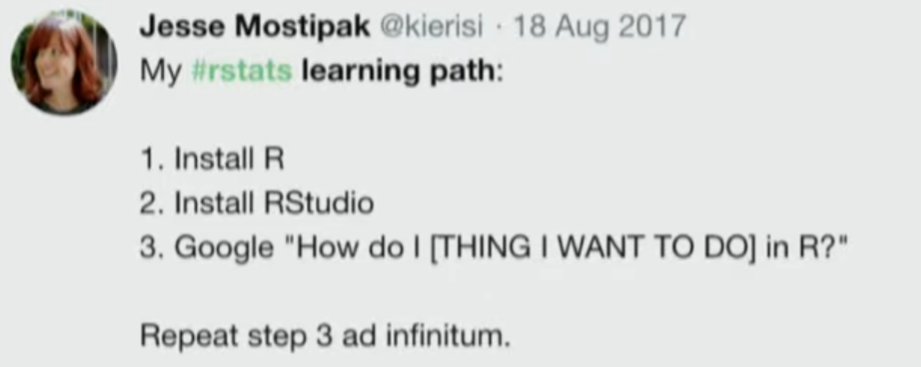 Jesse Mostipak @kierisi · 18 Aug 2017
My #rstats learning path:
1. Install R
2. Install RStudio
3. Google "How do I [THING I WANT TO DO] in R?"
Repeat step 3 ad infinitum.